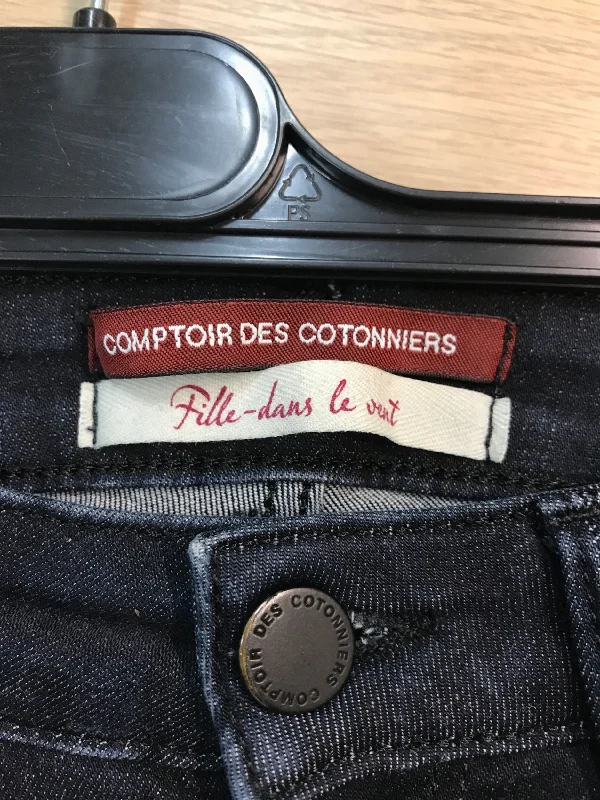 PS
COMPTOIR DES COTONNIERS
Fille-dans le vent
COMPTOIR DES COTONNIERS